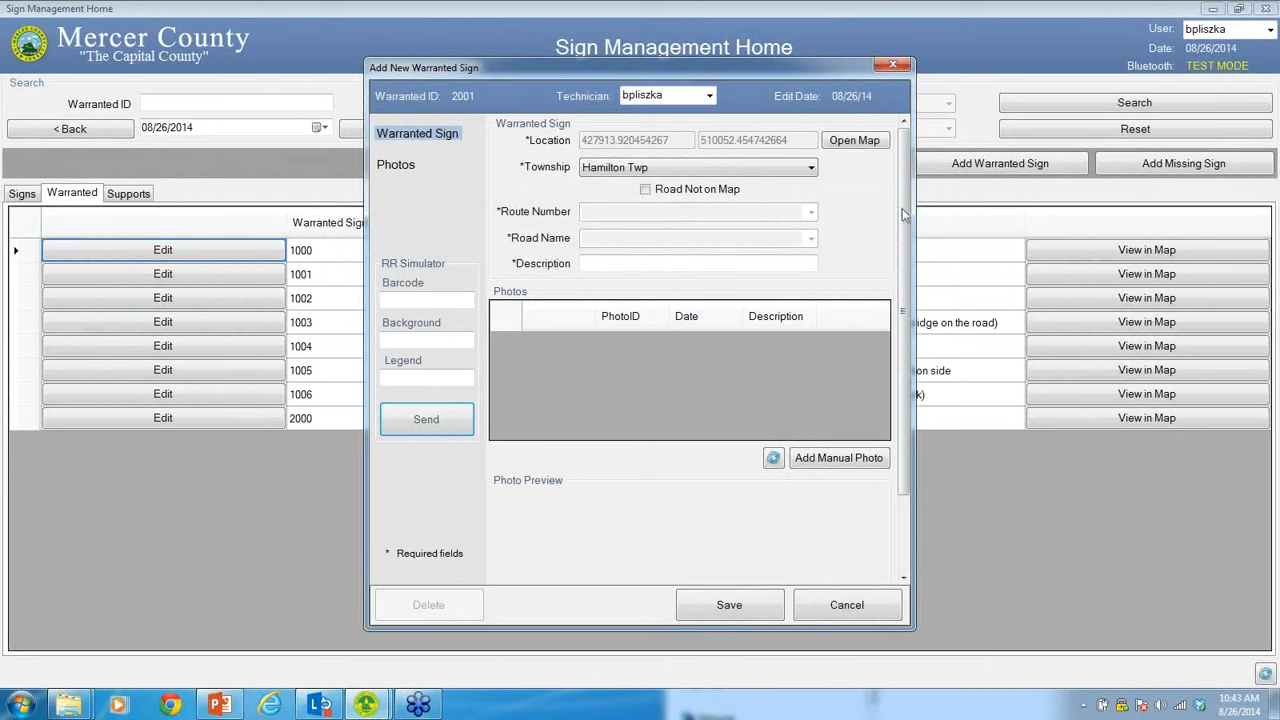 Sign Management Home
Mercer County
"The Capital County"
Sign Management Home
User: bpliszka
Date: 08/26/2014
Bluetooth: TEST MODE
Search
Warranted ID
< Back
08/26/2014
Search
Reset
Add Warranted Sign
Add Missing Sign
Signs
Warranted
Supports
Warranted Sign
Edit 1000 View in Map
Edit 1001 View in Map
Edit 1002 View in Map
Edit 1003 idge on the road) View in Map
Edit 1004 View in Map
Edit 1005 on side View in Map
Edit 1006 k) View in Map
Edit 2000 View in Map
Add New Warranted Sign
Warranted ID: 2001
Technician: bpliszka
Edit Date: 08/26/14
Warranted Sign
Photos
RR Simulator
Barcode
Background
Legend
Send
* Required fields
Delete
Warranted Sign
*Location 427913.920454267 510052.454742664 Open Map
*Township Hamilton Twp
Road Not on Map
*Route Number
*Road Name
*Description
Photos
PhotoID Date Description
Add Manual Photo
Photo Preview
Save
Cancel
10:43 AM
8/26/2014